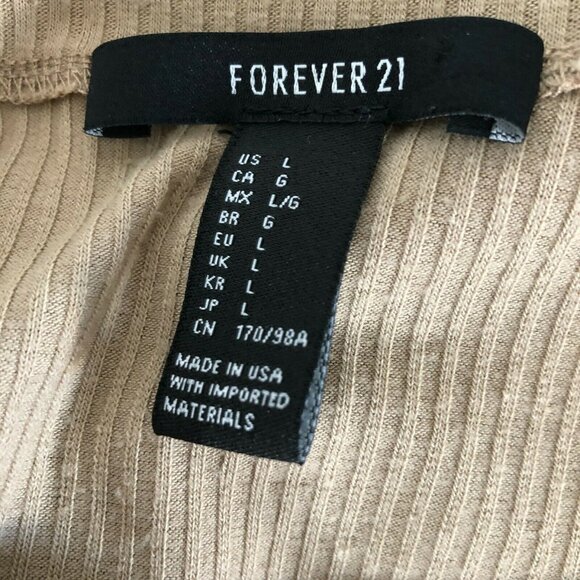 FOREVER 21
US L
CA G
MX L/G
BR G
EU L
UK L
KR L
JP L
CN 170/98A
MADE IN USA
WITH IMPORTED
MATERIALS